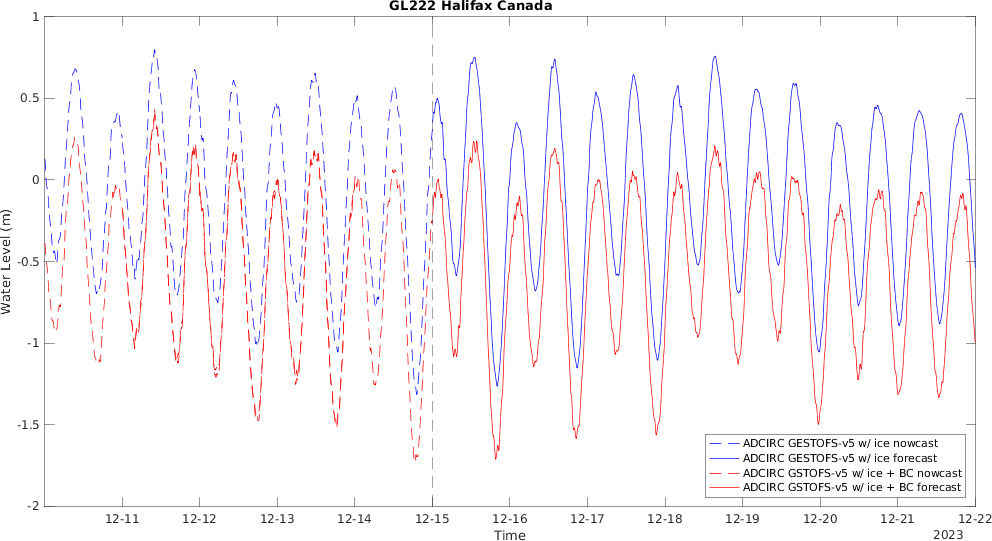 GL222 Halifax Canada
1
0.5
0
-0.5
-1
-1.5
-2
Water Level (m)
12-11 12-12 12-13 12-14 12-15 12-16 12-17 12-18 12-19 12-20 12-21 12-22
Time
2023
ADCIRC GESTOFS-v5 w/ ice nowcast
ADCIRC GESTOFS-v5 w/ ice forecast
ADCIRC GSTOFS-v5 w/ ice + BC nowcast
ADCIRC GSTOFS-v5 w/ ice + BC forecast